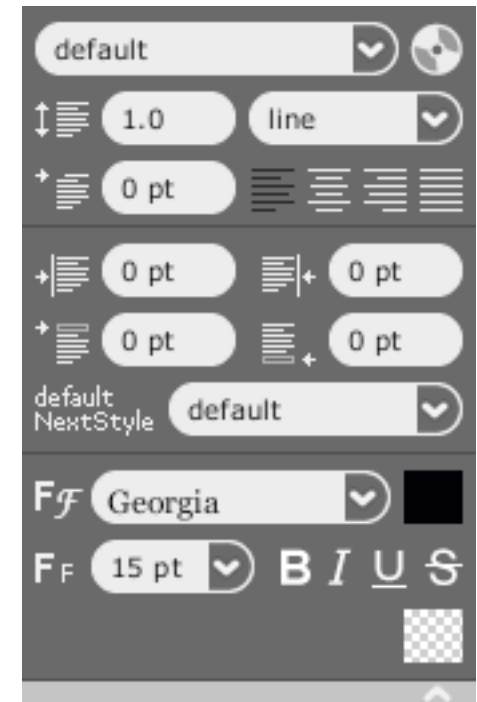 default
1.0 line
0 pt
0 pt 0 pt
0 pt 0 pt
default
NextStyle default
F F Georgia
F F 15 pt B I U S